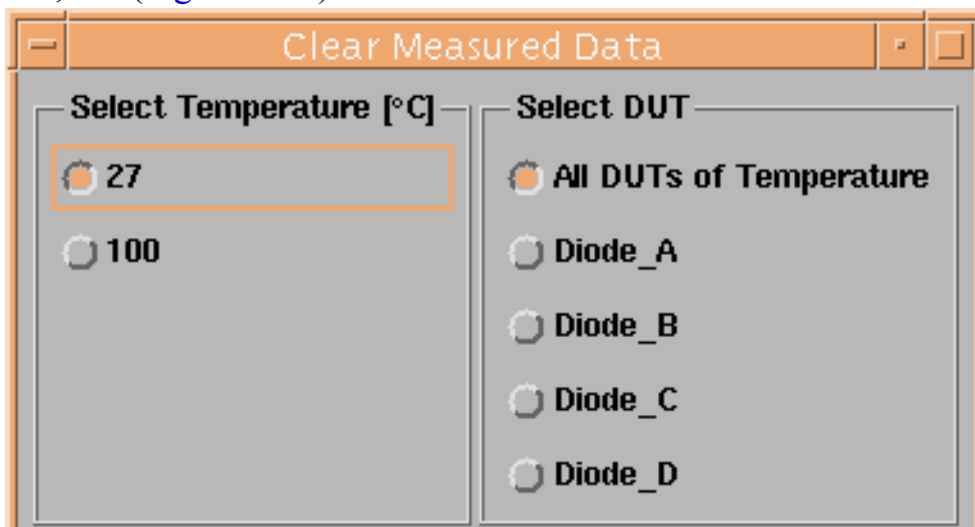 Clear Measured Data
Select Temperature [°C]
27
100
Select DUT
All DUTs of Temperature
Diode_A
Diode_B
Diode_C
Diode_D